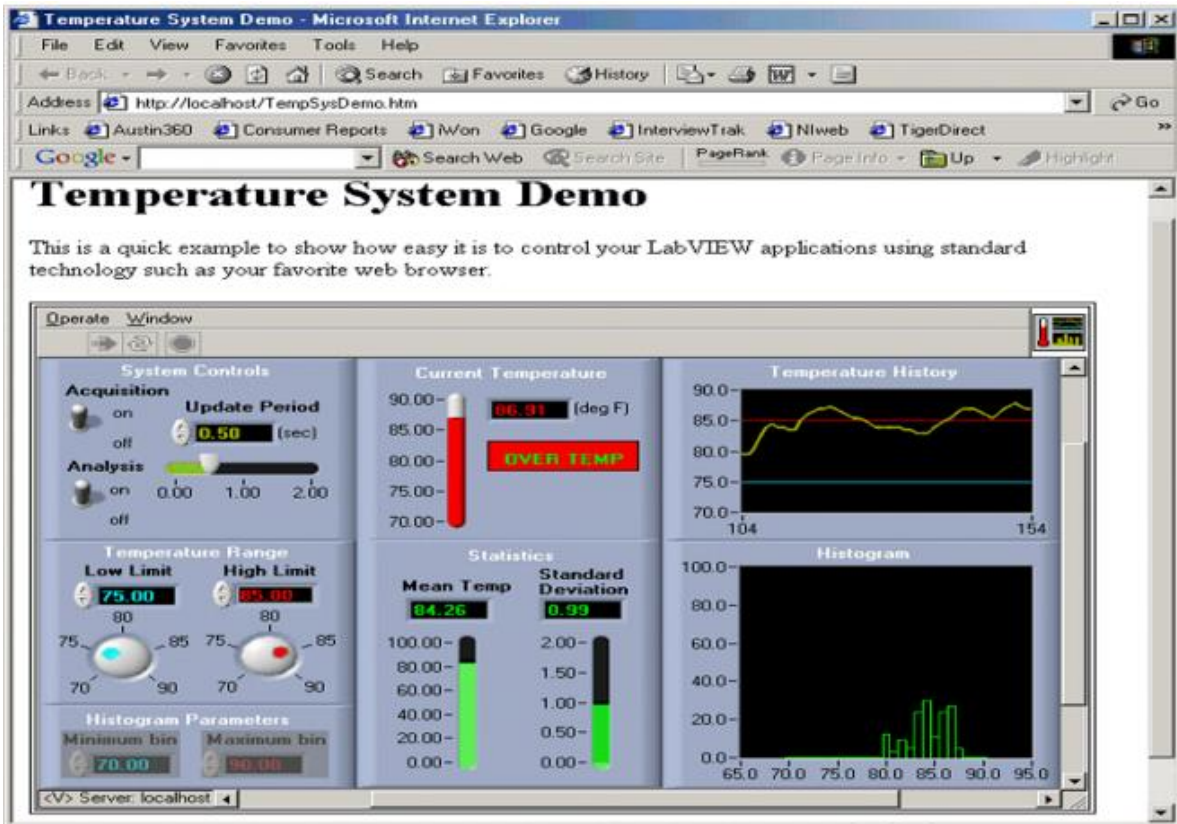 Temperature System Demo - Microsoft Internet Explorer
File Edit View Favorites Tools Help
Back Search Favorites History
Address http://localhost/TempSysDemo.htm Go
Links Austin360 Consumer Reports iWon Google InterviewTrak NIweb TigerDirect
Google Search Web Search Site PageRank Page Info Up Highlight
Temperature System Demo
This is a quick example to show how easy it is to control your LabVIEW applications using standard
technology such as your favorite web browser.
Operate Window
System Controls
Acquisition
on
off
Update Period
0.50 (sec)
Analysis
on
off
0.00 1.00 2.00
Current Temperature
90.00
85.00
80.00
75.00
70.00
86.91 (deg F)
OVER TEMP
Temperature History
90.0
85.0
80.0
75.0
70.0
104 154
Temperature Range
Low Limit High Limit
75.00 85.00
80 80
75 85 75 85
70 90 70 90
Statistics
Mean Temp
84.26
Standard
Deviation
0.99
100.00 2.00
80.00 1.50
60.00 1.00
40.00 0.50
20.00 0.00
0.00
Histogram
100.0
80.0
60.0
40.0
20.0
0.0
65.0 70.0 75.0 80.0 85.0 90.0 95.0
Histogram Parameters
Minimum bin Maximum bin
70.00 90.00
<V> Server: localhost